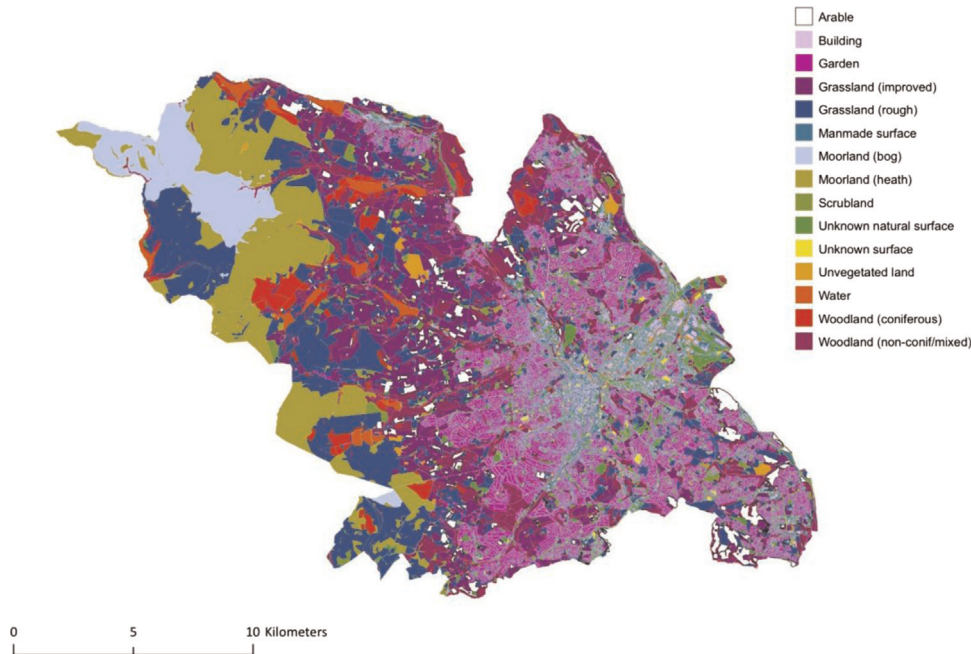 Arable
Building
Garden
Grassland (improved)
Grassland (rough)
Manmade surface
Moorland (bog)
Moorland (heath)
Scrubland
Unknown natural surface
Unknown surface
Unvegetated land
Water
Woodland (coniferous)
Woodland (non-conif/mixed)
0 5 10 Kilometers